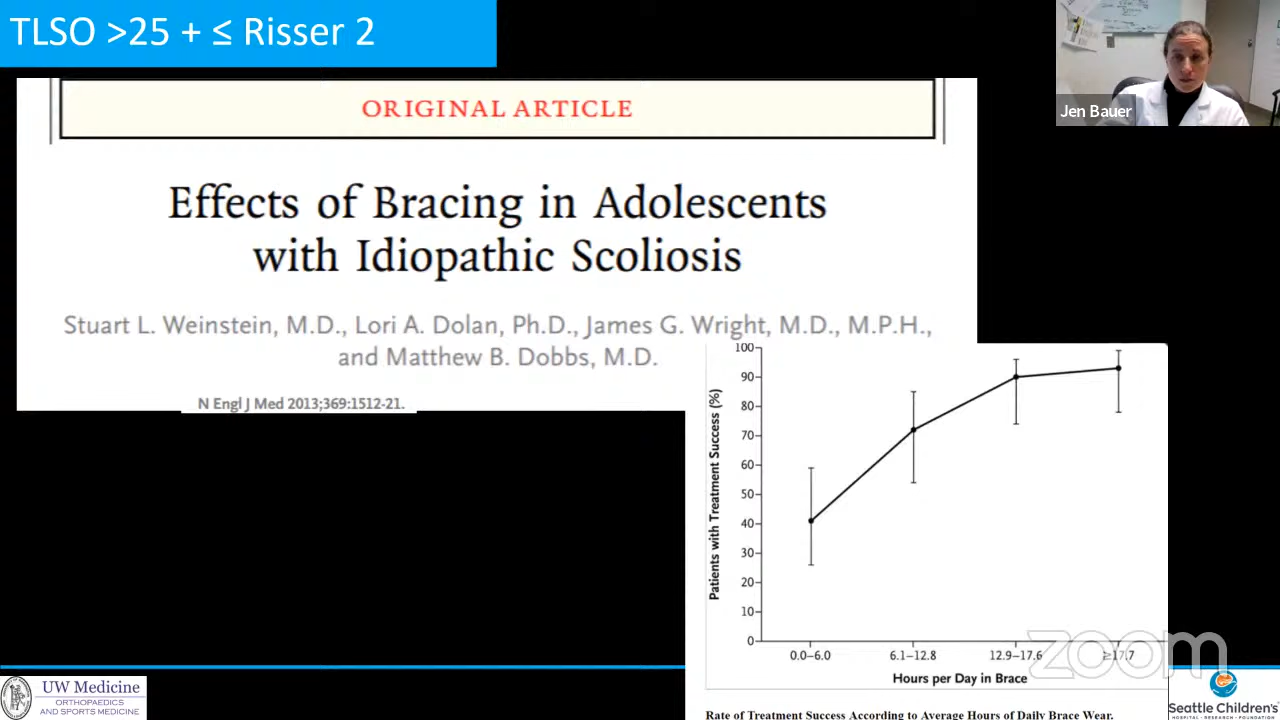 TLSO >25 + ≤ Risser 2
Jen Bauer
ORIGINAL ARTICLE
Effects of Bracing in Adolescents
with Idiopathic Scoliosis
Stuart L. Weinstein, M.D., Lori A. Dolan, Ph.D., James G. Wright, M.D., M.P.H.,
and Matthew B. Dobbs, M.D.
N Engl J Med 2013;369:1512-21.
Patients with Treatment Success (%)
100
90
80
70
60
50
40
30
20
10
0
0.0–6.0 6.1–12.8 12.9–17.6 ≥17.7
Hours per Day in Brace
Rate of Treatment Success According to Average Hours of Daily Brace Wear.
zoom
UW Medicine
ORTHOPAEDICS
AND SPORTS MEDICINE
Seattle Children's
HOSPITAL • RESEARCH • FOUNDATION